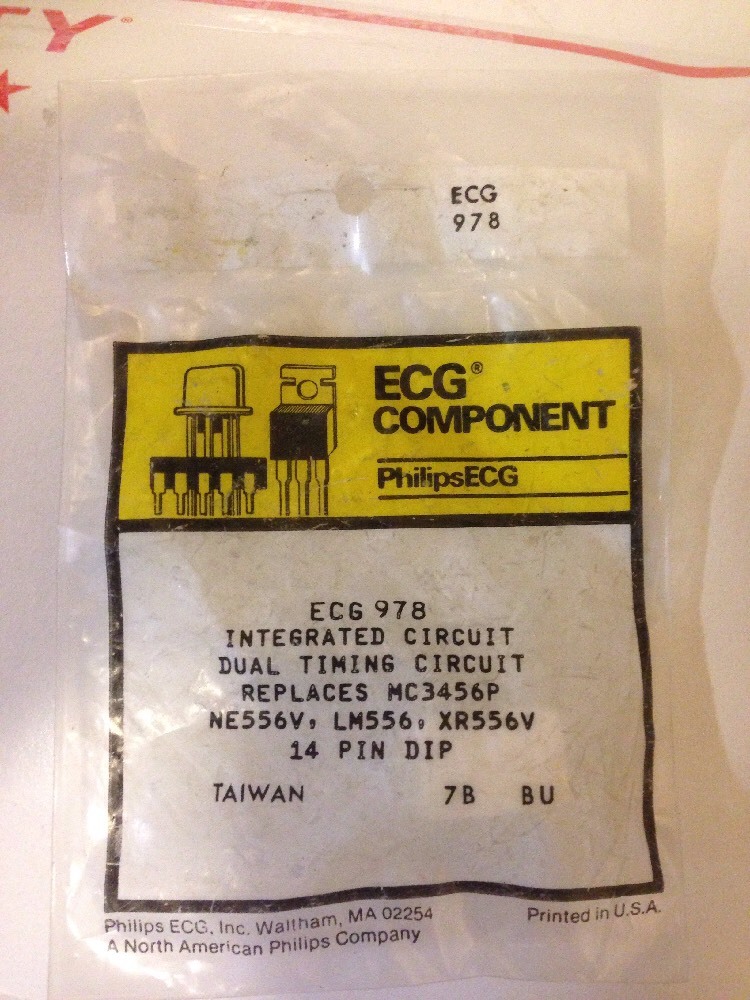 TY®
ECG
978
ECG®
COMPONENT
PhilipsECG
ECG 978
INTEGRATED CIRCUIT
DUAL TIMING CIRCUIT
REPLACES MC3456P
NE556V, LM556, XR556V
14 PIN DIP
TAIWAN 7B BU
Philips ECG, Inc. Waltham, MA 02254
A North American Philips Company
Printed in U.S.A.